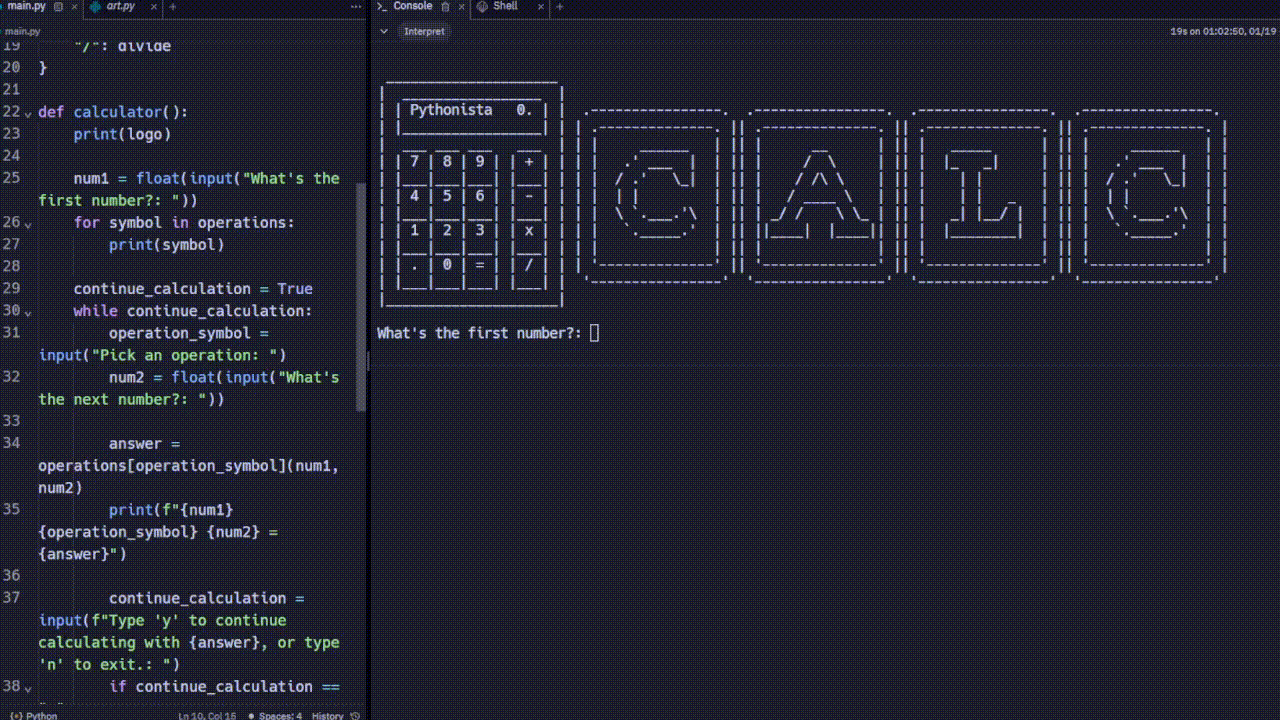 main.py
art.py
main.py
19 "/": divide
20 }
21
22 def calculator():
23 print(logo)
24
25 num1 = float(input("What's the
first number?: "))
26 for symbol in operations:
27 print(symbol)
28
29 continue_calculation = True
30 while continue_calculation:
31 operation_symbol =
input("Pick an operation: ")
32 num2 = float(input("What's
the next number?: "))
33
34 answer =
operations[operation_symbol](num1,
num2)
35 print(f"{num1}
{operation_symbol} {num2} =
{answer}")
36
37 continue_calculation =
input(f"Type 'y' to continue
calculating with {answer}, or type
'n' to exit.: ")
38 if continue_calculation ==
{·} Python
Ln 10, Col 15
Spaces: 4
History
Console
Shell
Interpret
19s on 01:02:50, 01/19
Pythonista 0.
7 8 9 +
4 5 6 -
1 2 3 x
. 0 = /
CALC
What's the first number?: